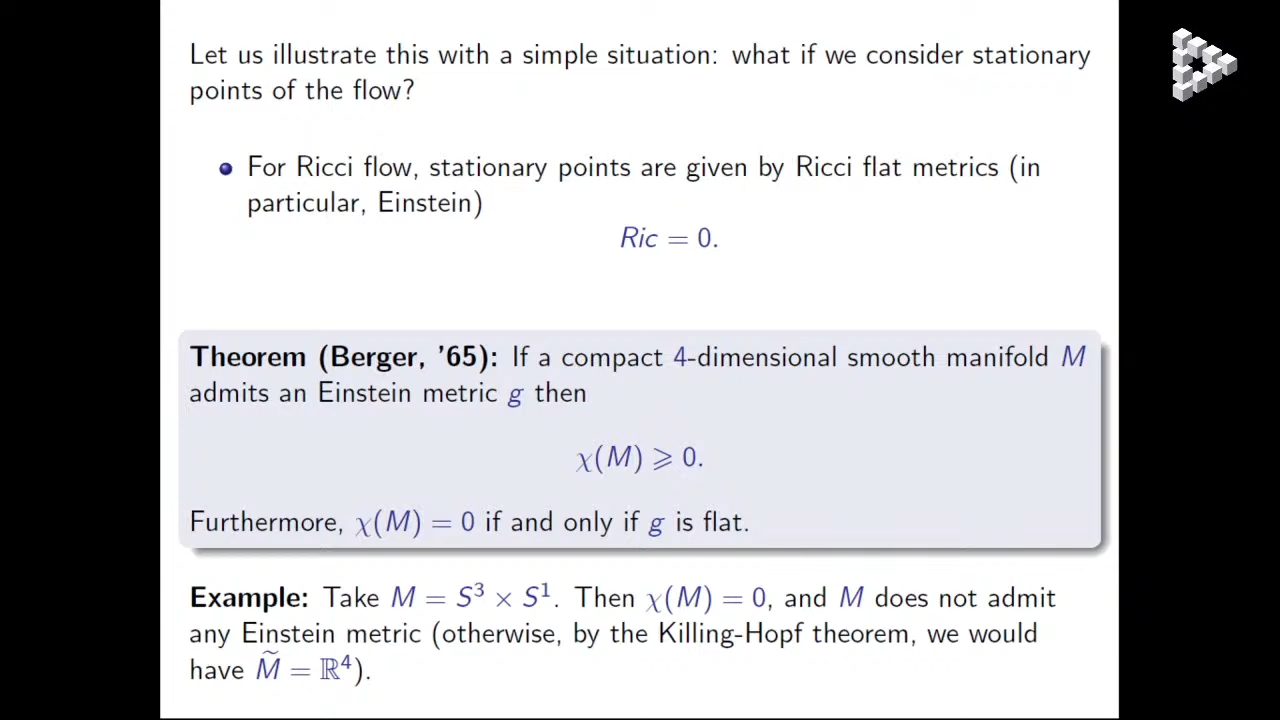 Let us illustrate this with a simple situation: what if we consider stationary
points of the flow?
For Ricci flow, stationary points are given by Ricci flat metrics (in
particular, Einstein)
Ric = 0.
Theorem (Berger, '65): If a compact 4-dimensional smooth manifold M
admits an Einstein metric g then
χ(M) ⩾ 0.
Furthermore, χ(M) = 0 if and only if g is flat.
Example: Take M = S³ × S¹. Then χ(M) = 0, and M does not admit
any Einstein metric (otherwise, by the Killing-Hopf theorem, we would
have M̃ = ℝ⁴).